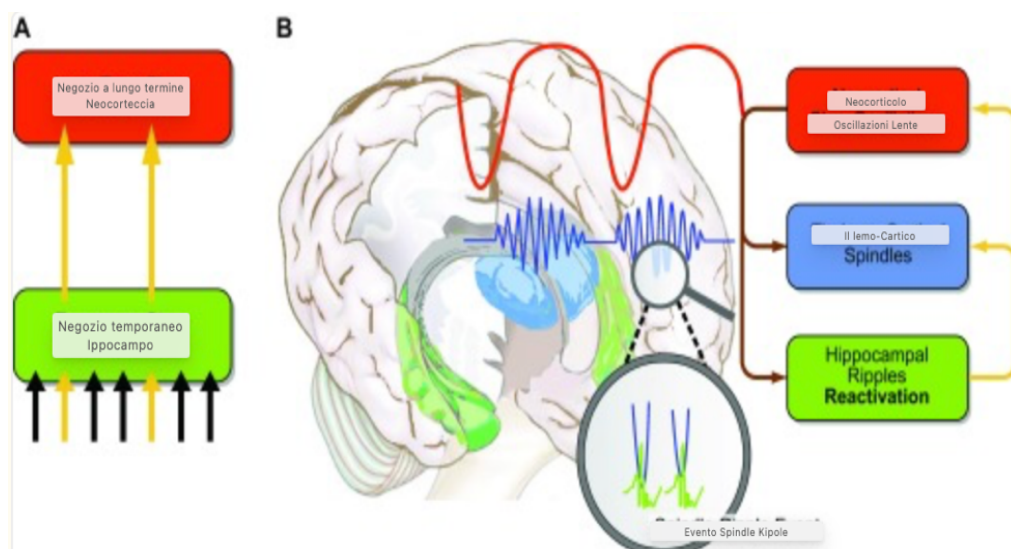 A
B
Negozio a lungo termine
Neocorteccia
Negozio temporaneo
Ippocampo
Neocorticolo
Oscillazioni Lente
Il lemo-Cartico
Spindles
Hippocampal
Ripples
Reactivation
Evento Spindle Kipole